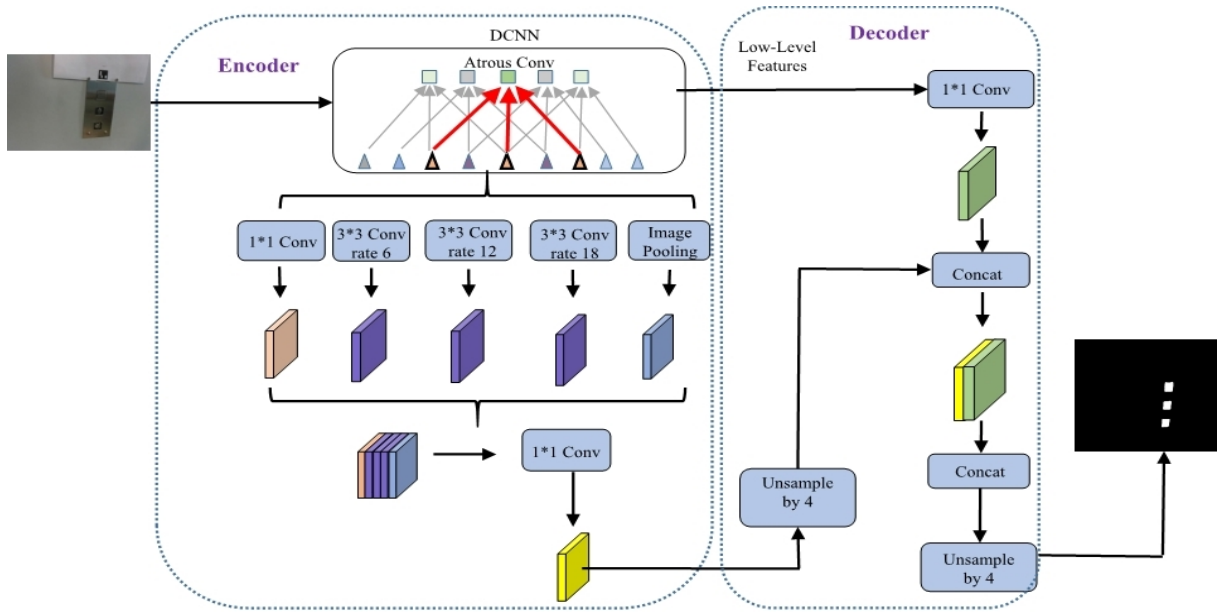 DCNN
Decoder
Encoder
Low-Level
Features
Atrous Conv
1*1 Conv
1*1 Conv
3*3 Conv
rate 6
3*3 Conv
rate 12
3*3 Conv
rate 18
Image
Pooling
Concat
1*1 Conv
Unsample
by 4
Concat
Unsample
by 4